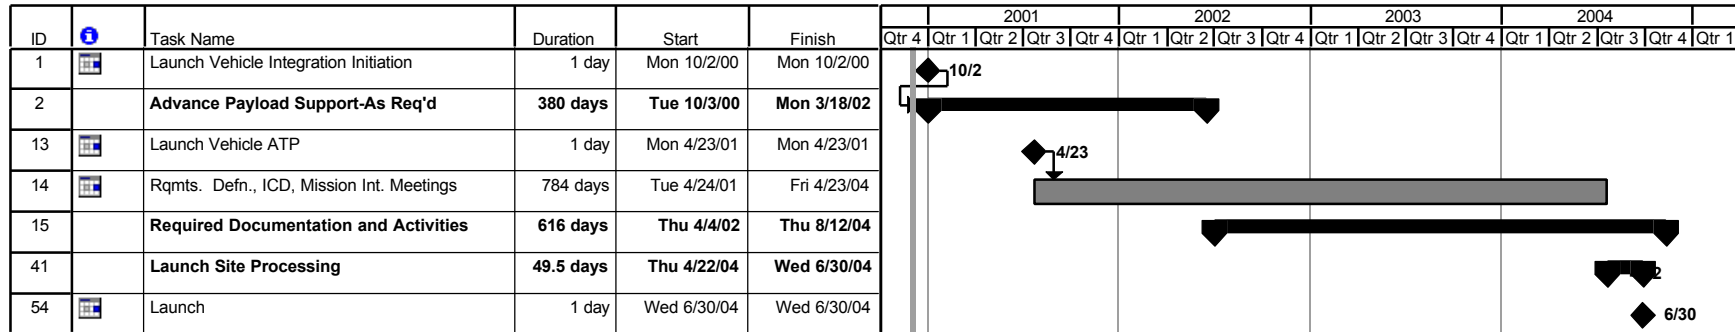 2001 2002 2003 2004
ID Task Name Duration Start Finish Qtr 4 Qtr 1 Qtr 2 Qtr 3 Qtr 4 Qtr 1 Qtr 2 Qtr 3 Qtr 4 Qtr 1 Qtr 2 Qtr 3 Qtr 4 Qtr 1 Qtr 2 Qtr 3 Qtr 4 Qtr 1
1 Launch Vehicle Integration Initiation 1 day Mon 10/2/00 Mon 10/2/00 10/2
2 Advance Payload Support-As Req'd 380 days Tue 10/3/00 Mon 3/18/02
13 Launch Vehicle ATP 1 day Mon 4/23/01 Mon 4/23/01 4/23
14 Rqmts. Defn., ICD, Mission Int. Meetings 784 days Tue 4/24/01 Fri 4/23/04
15 Required Documentation and Activities 616 days Thu 4/4/02 Thu 8/12/04
41 Launch Site Processing 49.5 days Thu 4/22/04 Wed 6/30/04
54 Launch 1 day Wed 6/30/04 Wed 6/30/04 6/30